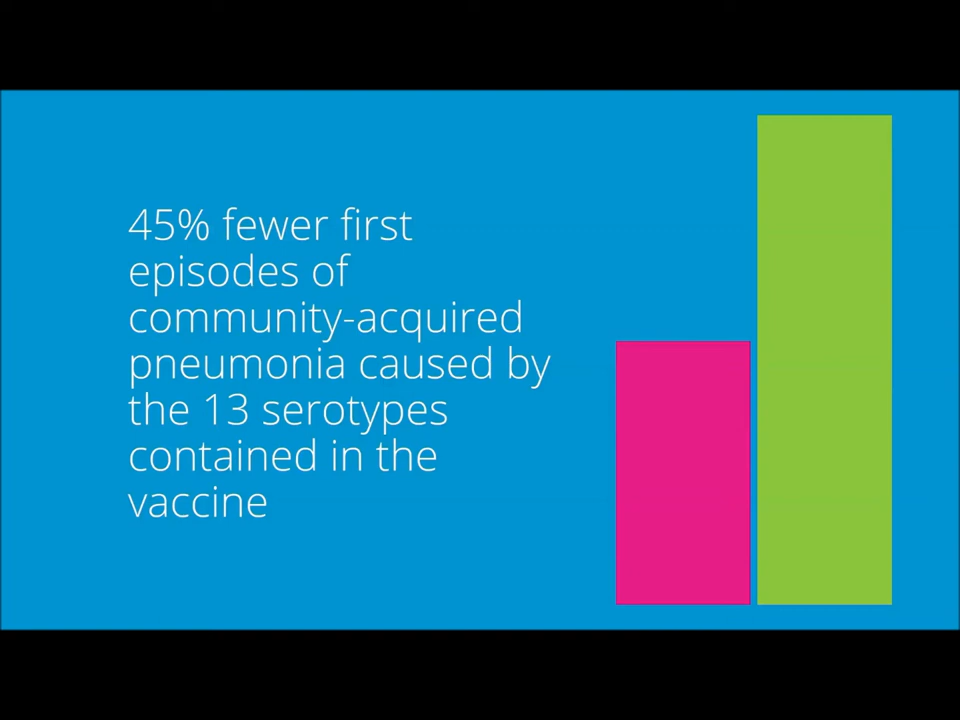 45% fewer first
episodes of
community-acquired
pneumonia caused by
the 13 serotypes
contained in the
vaccine